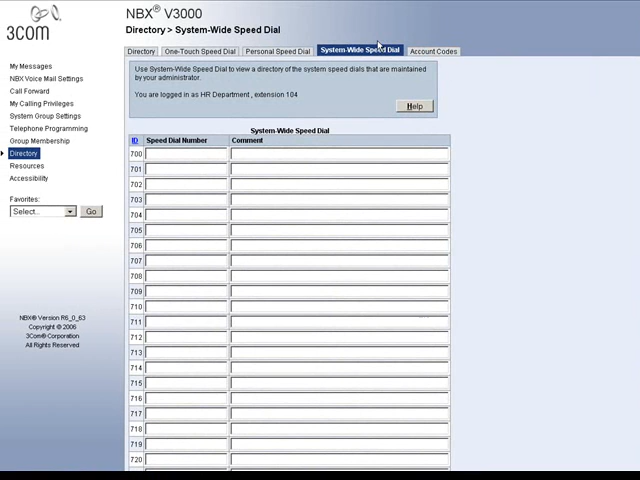 3com
NBX® V3000
Directory > System-Wide Speed Dial
Directory
One-Touch Speed Dial
Personal Speed Dial
System-Wide Speed Dial
Account Codes
My Messages
NBX Voice Mail Settings
Call Forward
My Calling Privileges
System Group Settings
Telephone Programming
Group Membership
Directory
Resources
Accessibility
Favorites:
Select...
Go
NBX® Version R6_0_63
Copyright © 2006
3Com® Corporation
All Rights Reserved
Use System-Wide Speed Dial to view a directory of the system speed dials that are maintained
by your administrator.
You are logged in as HR Department , extension 104
Help
System-Wide Speed Dial
ID Speed Dial Number Comment
700
701
702
703
704
705
706
707
708
709
710
711
712
713
714
715
716
717
718
719
720